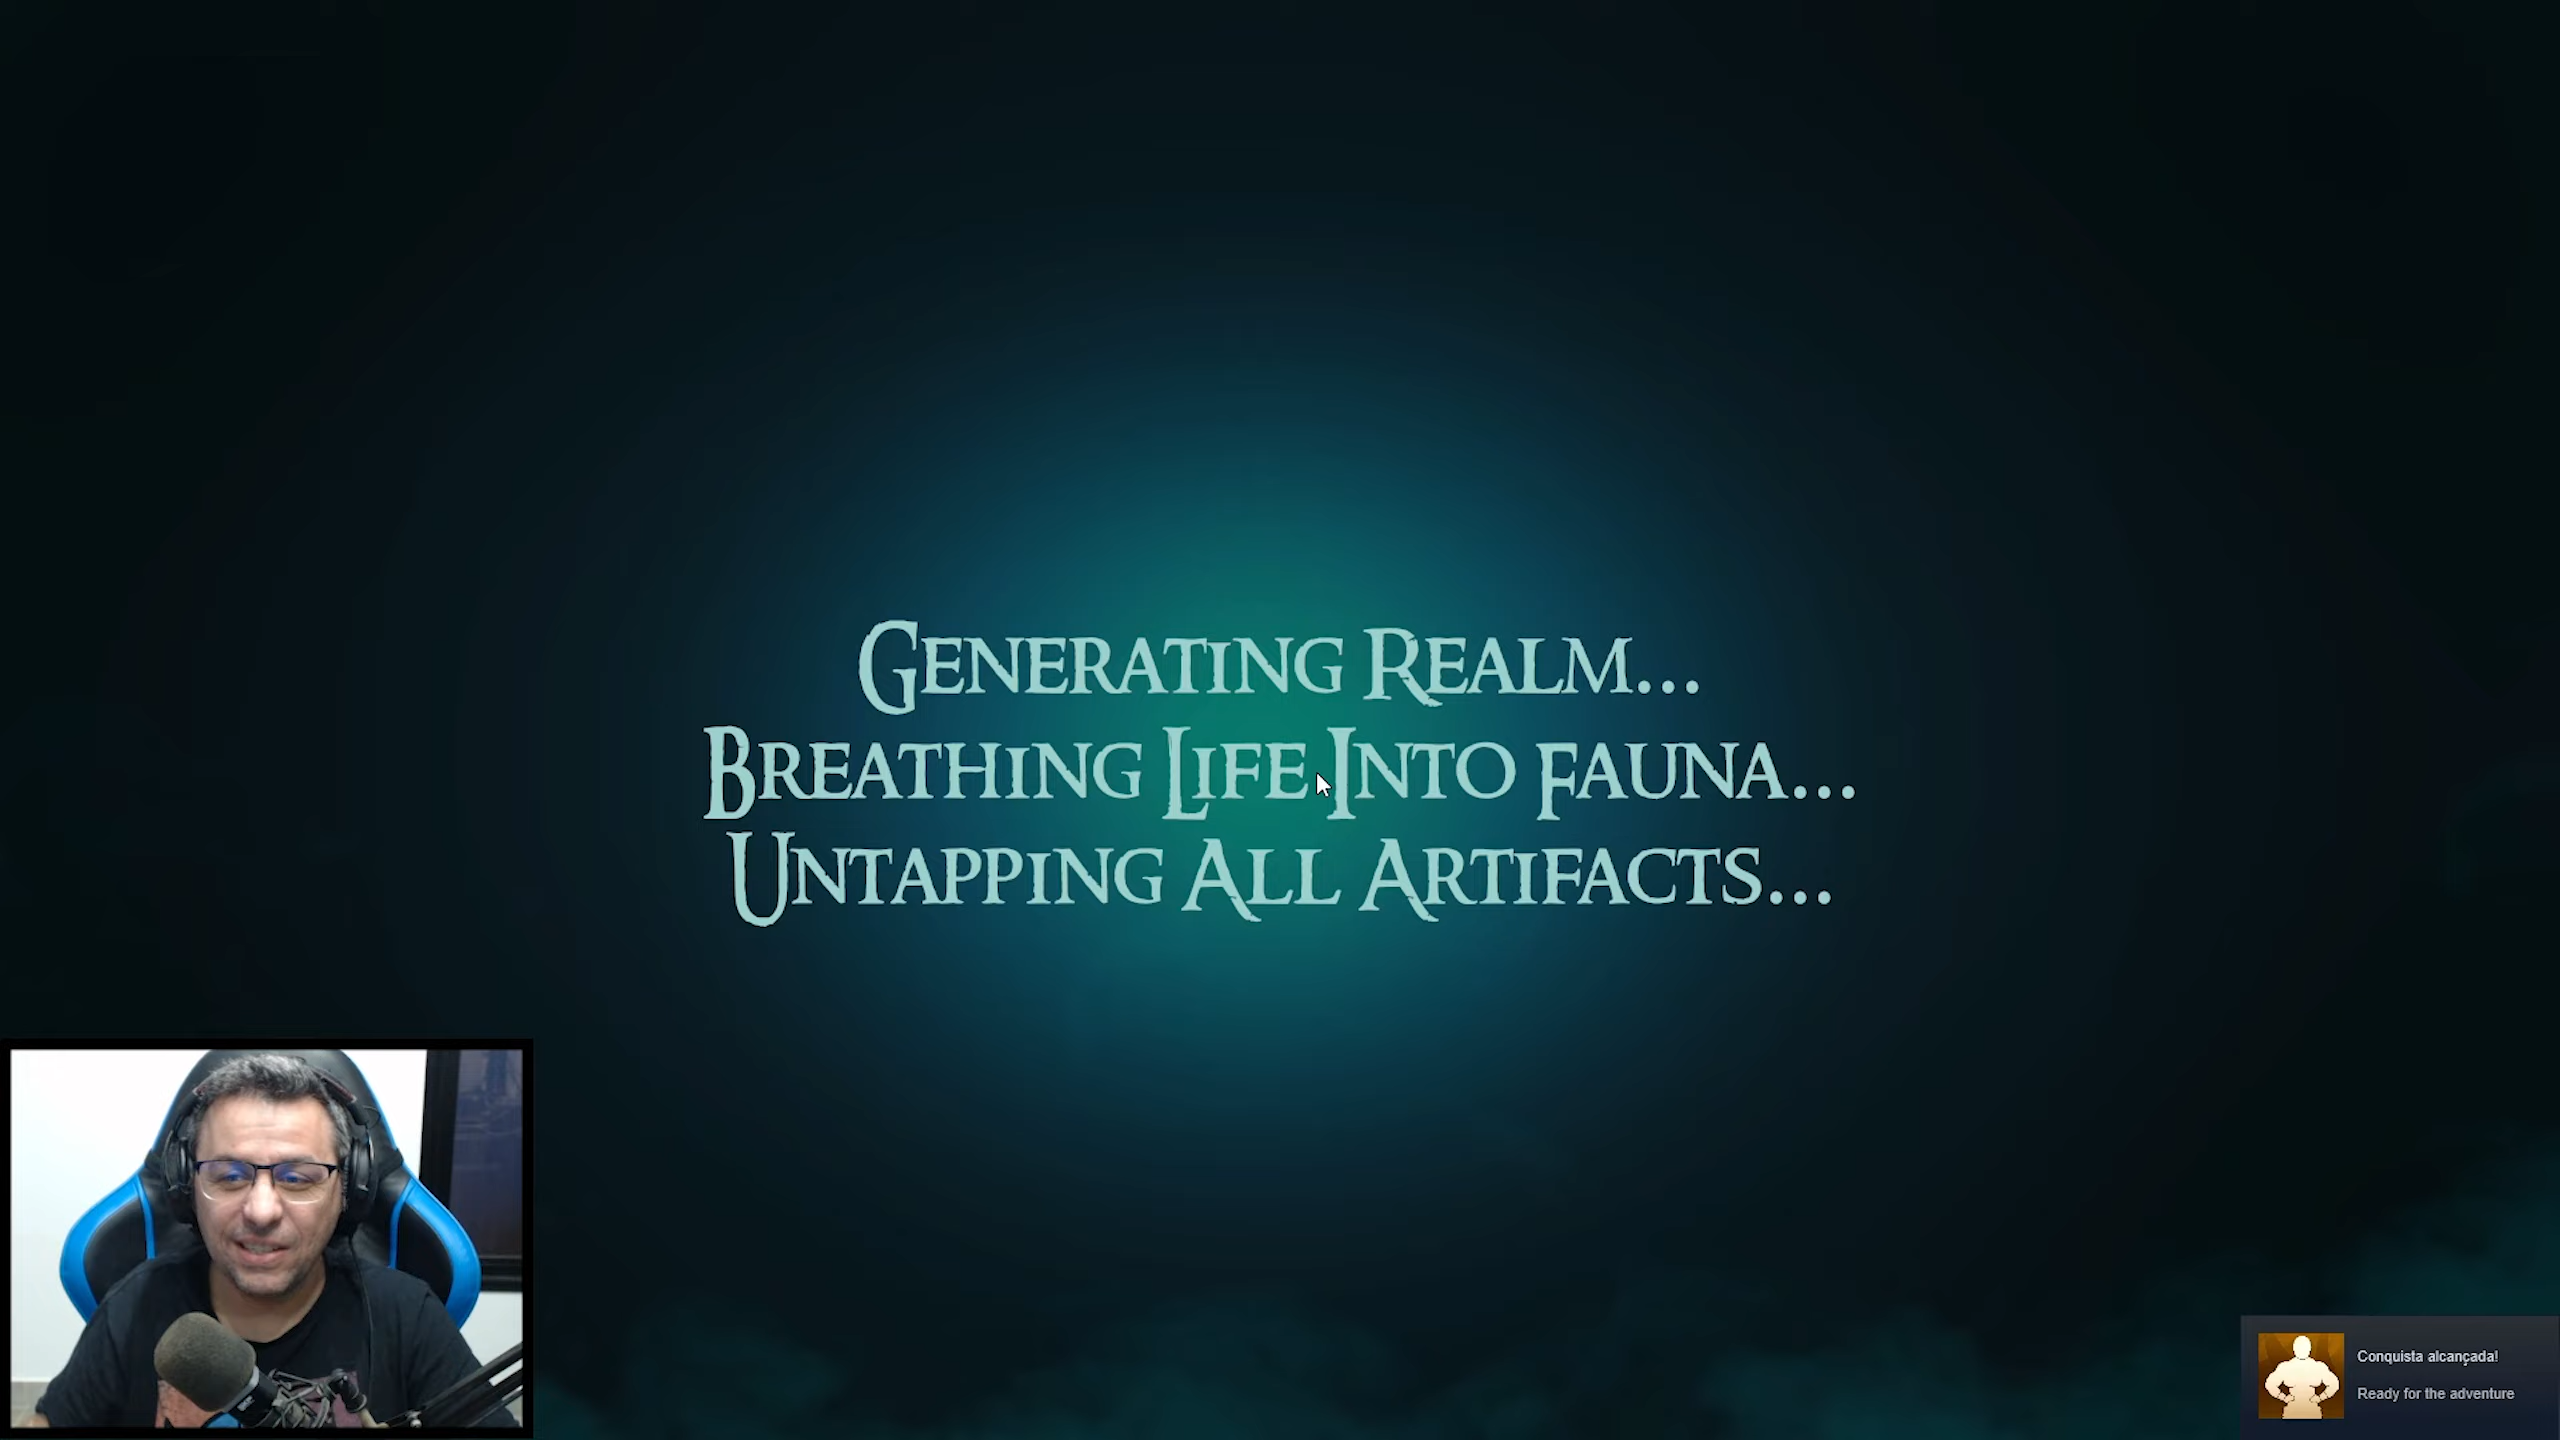 Generating Realm...
Breathing Life Into Fauna...
Untapping All Artifacts...
Conquista alcançada!
Ready for the adventure